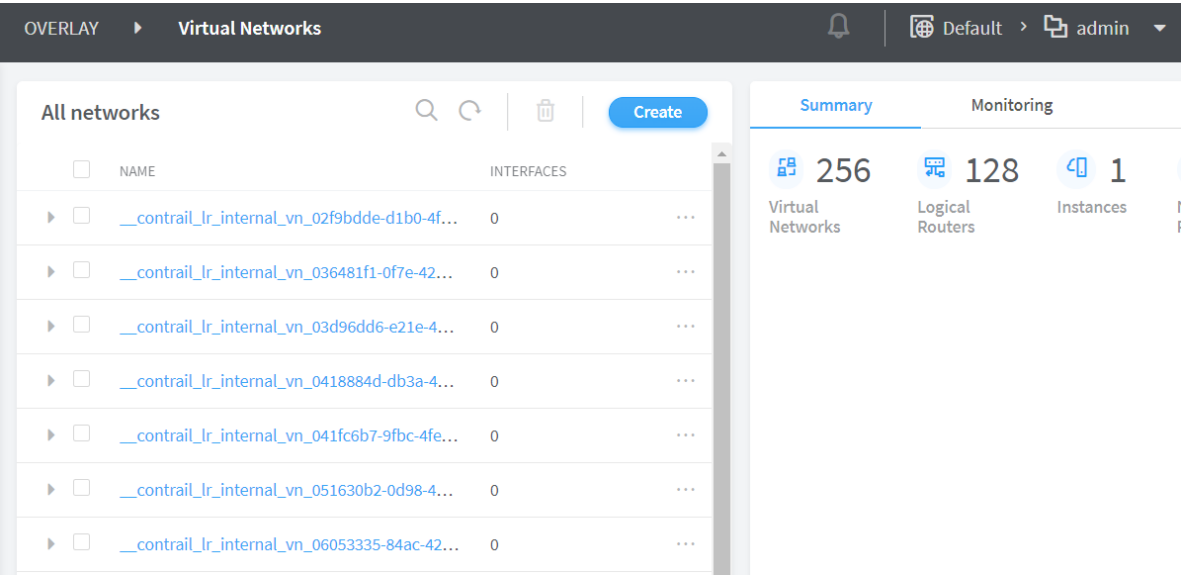 OVERLAY Virtual Networks Default > admin
All networks Create
NAME INTERFACES
__contrail_lr_internal_vn_02f9bdde-d1b0-4f... 0 ...
__contrail_lr_internal_vn_036481f1-0f7e-42... 0 ...
__contrail_lr_internal_vn_03d96dd6-e21e-4... 0 ...
__contrail_lr_internal_vn_0418884d-db3a-4... 0 ...
__contrail_lr_internal_vn_041fc6b7-9fbc-4fe... 0 ...
__contrail_lr_internal_vn_051630b2-0d98-4... 0 ...
__contrail_lr_internal_vn_06053335-84ac-42... 0 ...
Summary Monitoring
256 128 1
Virtual Logical Instances
Networks Routers